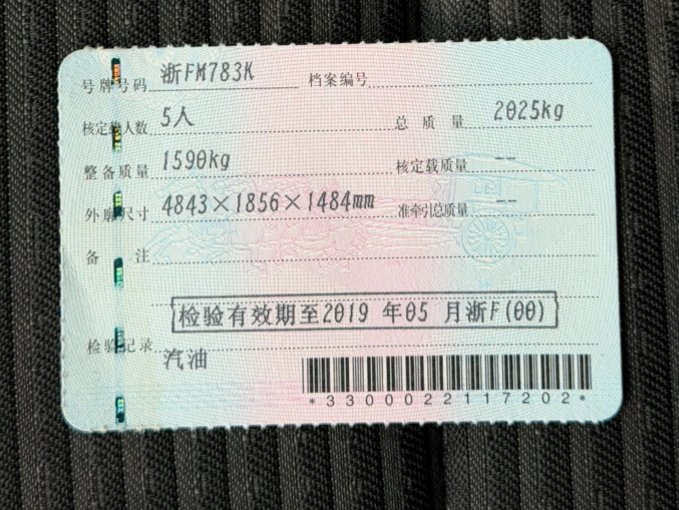 号牌号码 浙FM783K 档案编号
核定载人数 5人 总质量 2025kg
整备质量 1590kg 核定载质量 --
外廓尺寸 4843×1856×1484mm 准牵引总质量 --
备注
检验有效期至2019 年05 月浙F(00)
检验记录
汽油
*3300022117202*